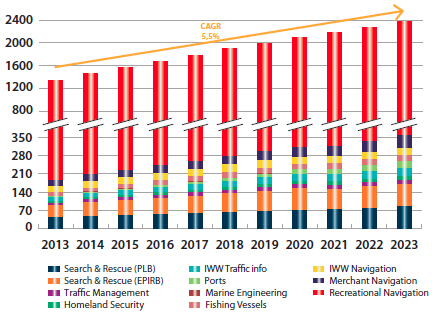 2400
2000
1600
1200
800
350
280
210
140
70
0
CAGR
5,5%
2013 2014 2015 2016 2017 2018 2019 2020 2021 2022 2023
Search & Rescue (PLB) IWW Traffic info IWW Navigation
Search & Rescue (EPIRB) Ports Merchant Navigation
Traffic Management Marine Engineering Recreational Navigation
Homeland Security Fishing Vessels